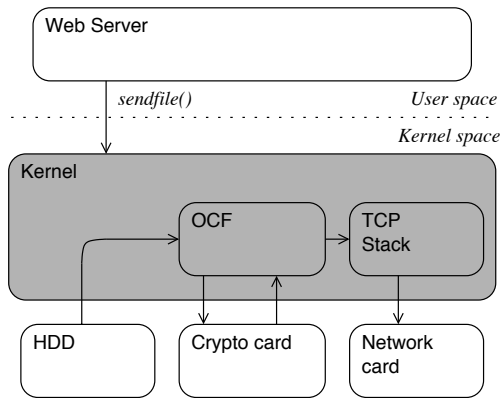 Web Server
sendfile()
User space
Kernel space
Kernel
OCF
TCP
Stack
HDD
Crypto card
Network
card